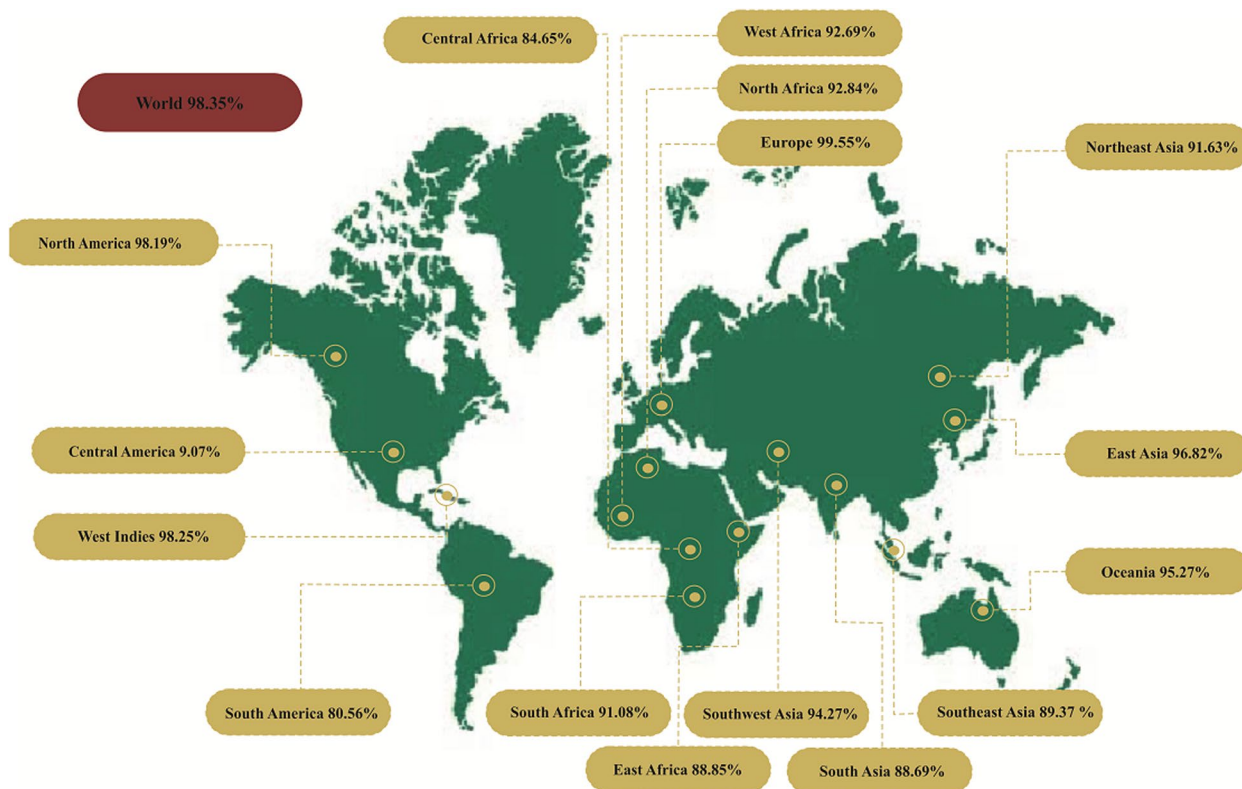 Central Africa 84.65%
West Africa 92.69%
World 98.35%
North Africa 92.84%
Europe 99.55%
Northeast Asia 91.63%
North America 98.19%
Central America 9.07%
East Asia 96.82%
West Indies 98.25%
Oceania 95.27%
South America 80.56%
South Africa 91.08%
Southwest Asia 94.27%
Southeast Asia 89.37 %
East Africa 88.85%
South Asia 88.69%